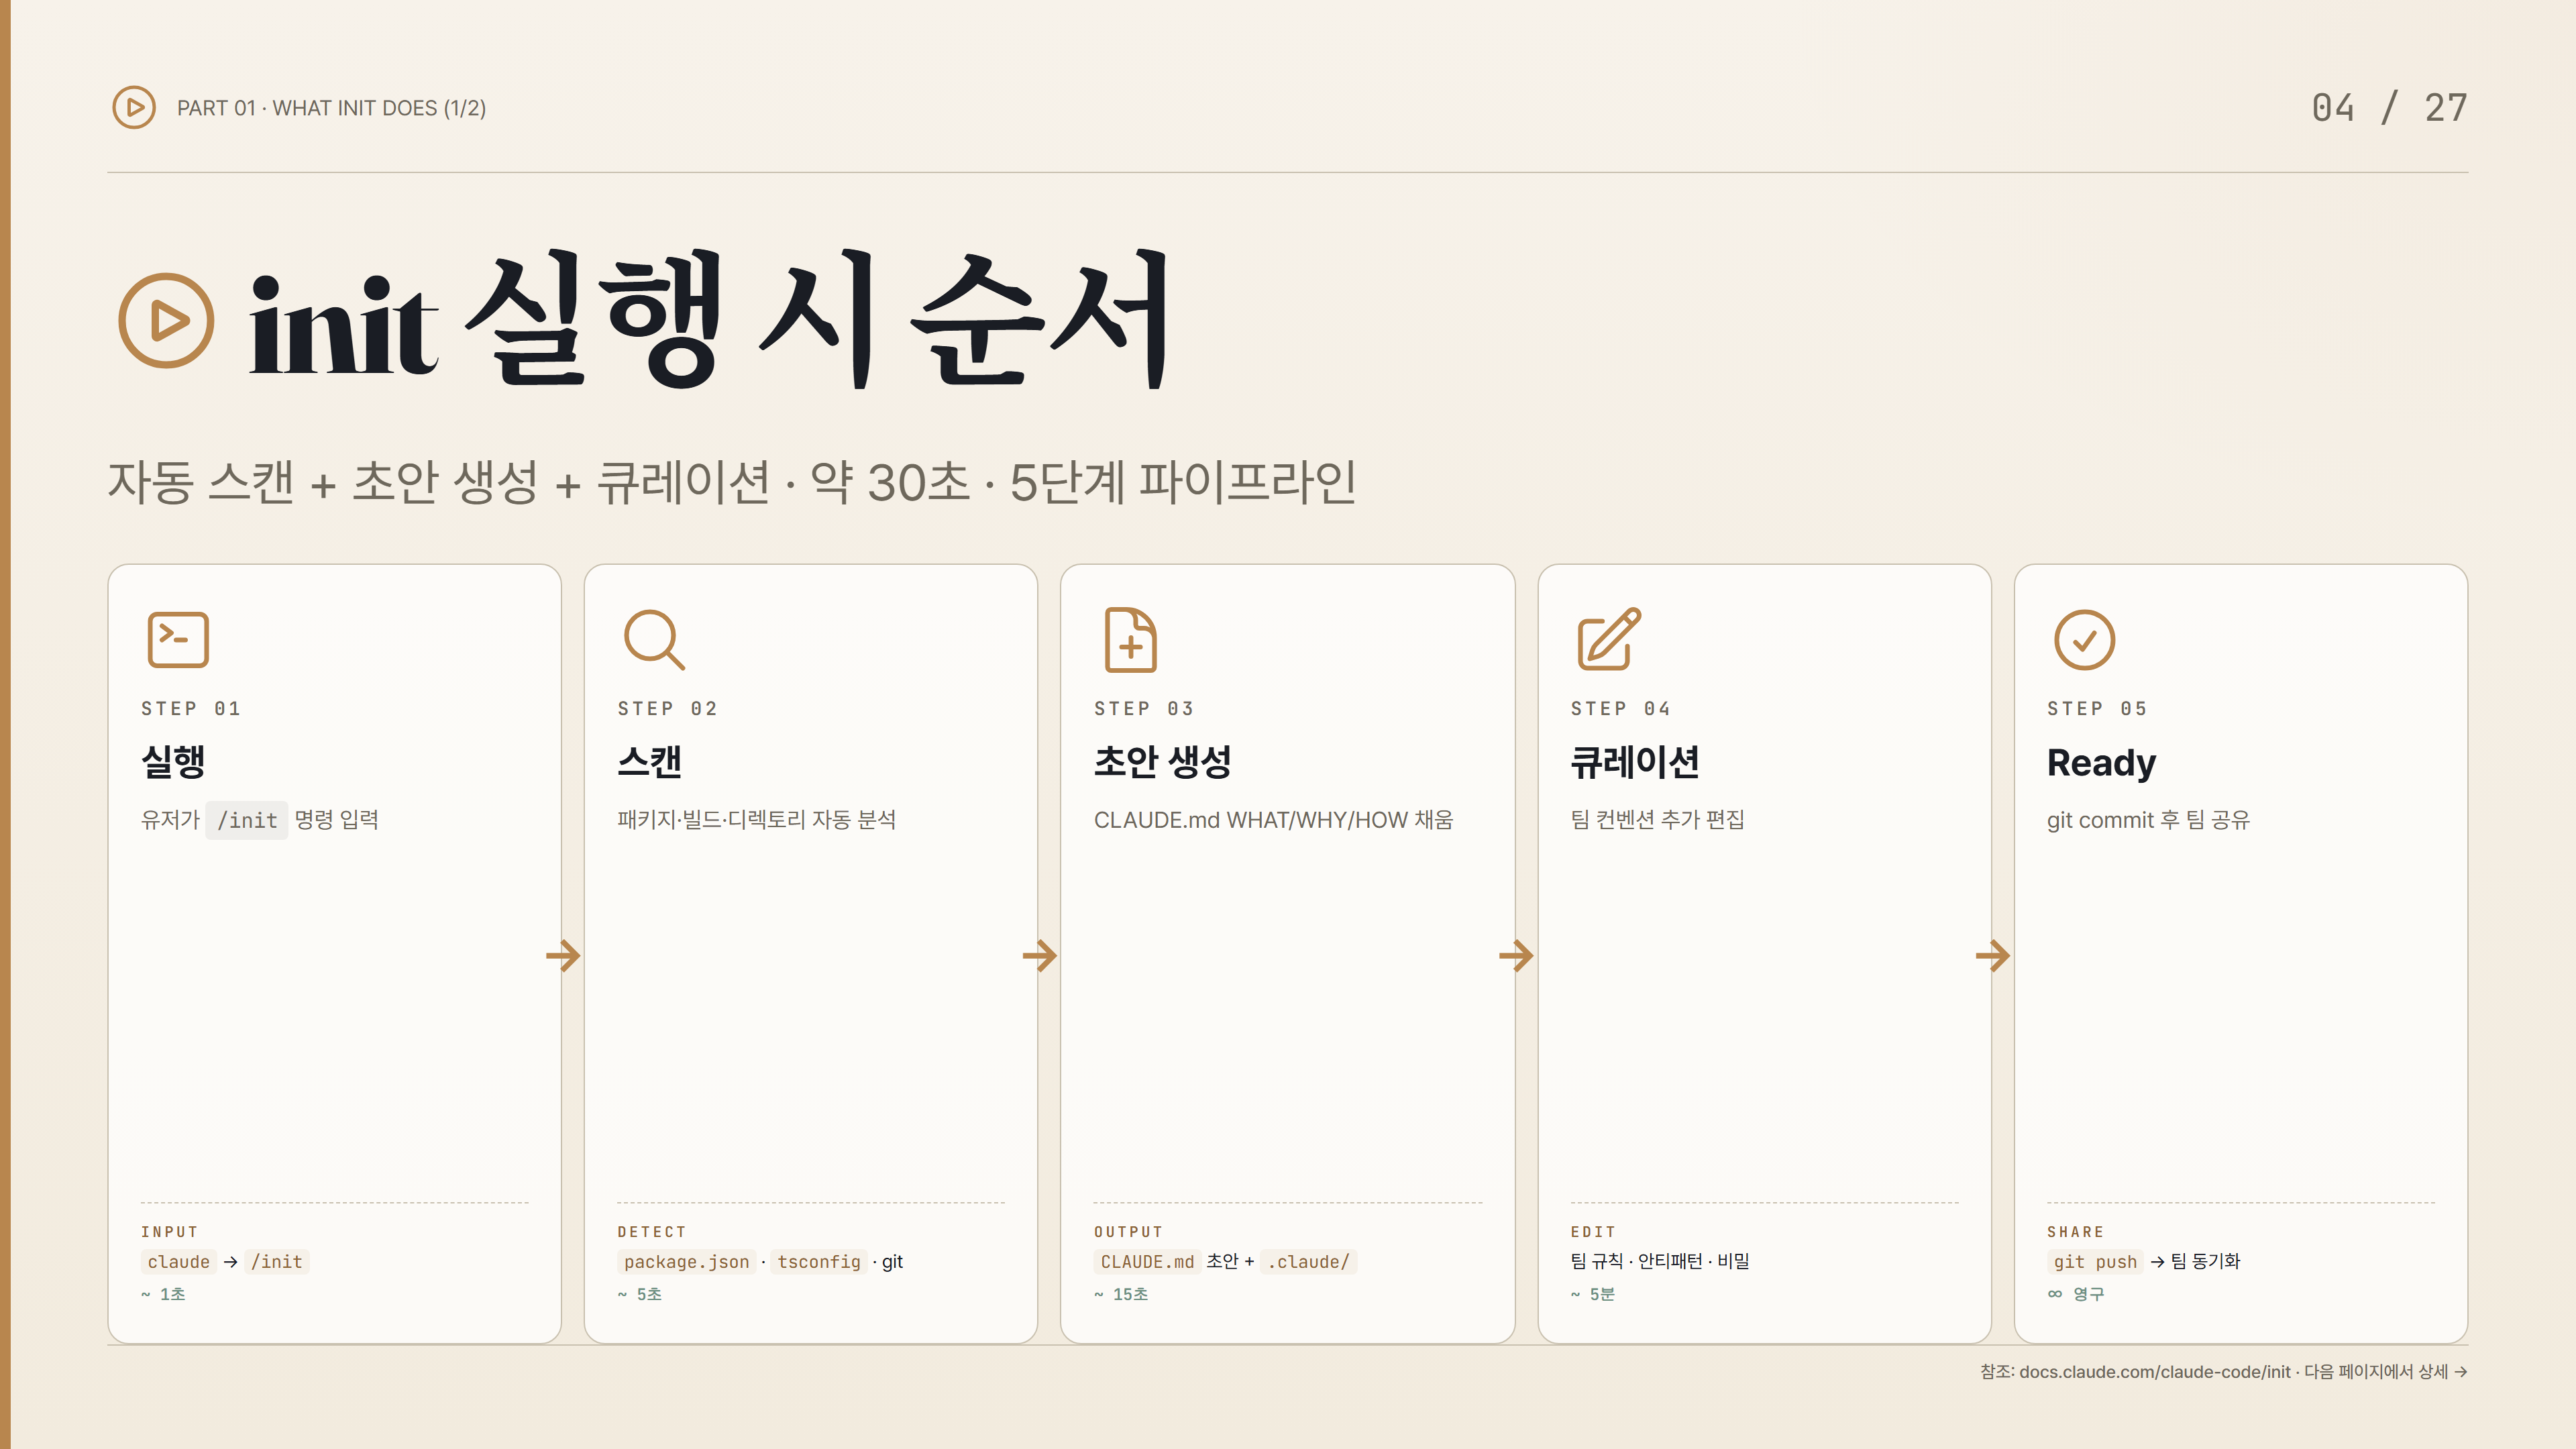 PART 01 · WHAT INIT DOES (1/2)
04 / 27
init 실행 시 순서
자동 스캔 + 초안 생성 + 큐레이션 · 약 30초 · 5단계 파이프라인
STEP 01
실행
유저가 /init 명령 입력
INPUT
claude → /init
~ 1초
→
STEP 02
스캔
패키지·빌드·디렉토리 자동 분석
DETECT
package.json · tsconfig · git
~ 5초
→
STEP 03
초안 생성
CLAUDE.md WHAT/WHY/HOW 채움
OUTPUT
CLAUDE.md 초안 + .claude/
~ 15초
→
STEP 04
큐레이션
팀 컨벤션 추가 편집
EDIT
팀 규칙 · 안티패턴 · 비밀
~ 5분
→
STEP 05
Ready
git commit 후 팀 공유
SHARE
git push → 팀 동기화
∞ 영구
참조: docs.claude.com/claude-code/init · 다음 페이지에서 상세 →